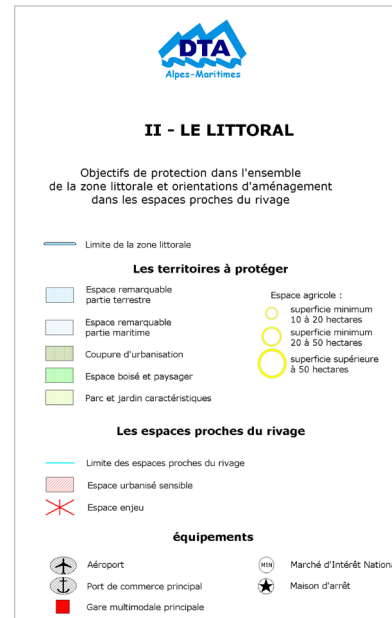 DTA
Alpes-Maritimes
II - LE LITTORAL
Objectifs de protection dans l'ensemble
de la zone littorale et orientations d'aménagement
dans les espaces proches du rivage
Limite de la zone littorale
Les territoires à protéger
Espace remarquable
partie terrestre
Espace remarquable
partie maritime
Coupure d'urbanisation
Espace boisé et paysager
Parc et jardin caractéristiques
Espace agricole :
superficie minimum
10 à 20 hectares
superficie minimum
20 à 50 hectares
superficie supérieure
à 50 hectares
Les espaces proches du rivage
Limite des espaces proches du rivage
Espace urbanisé sensible
Espace enjeu
équipements
Aéroport
Port de commerce principal
Gare multimodale principale
MIN
Marché d'Intérêt Nationa
Maison d'arrêt